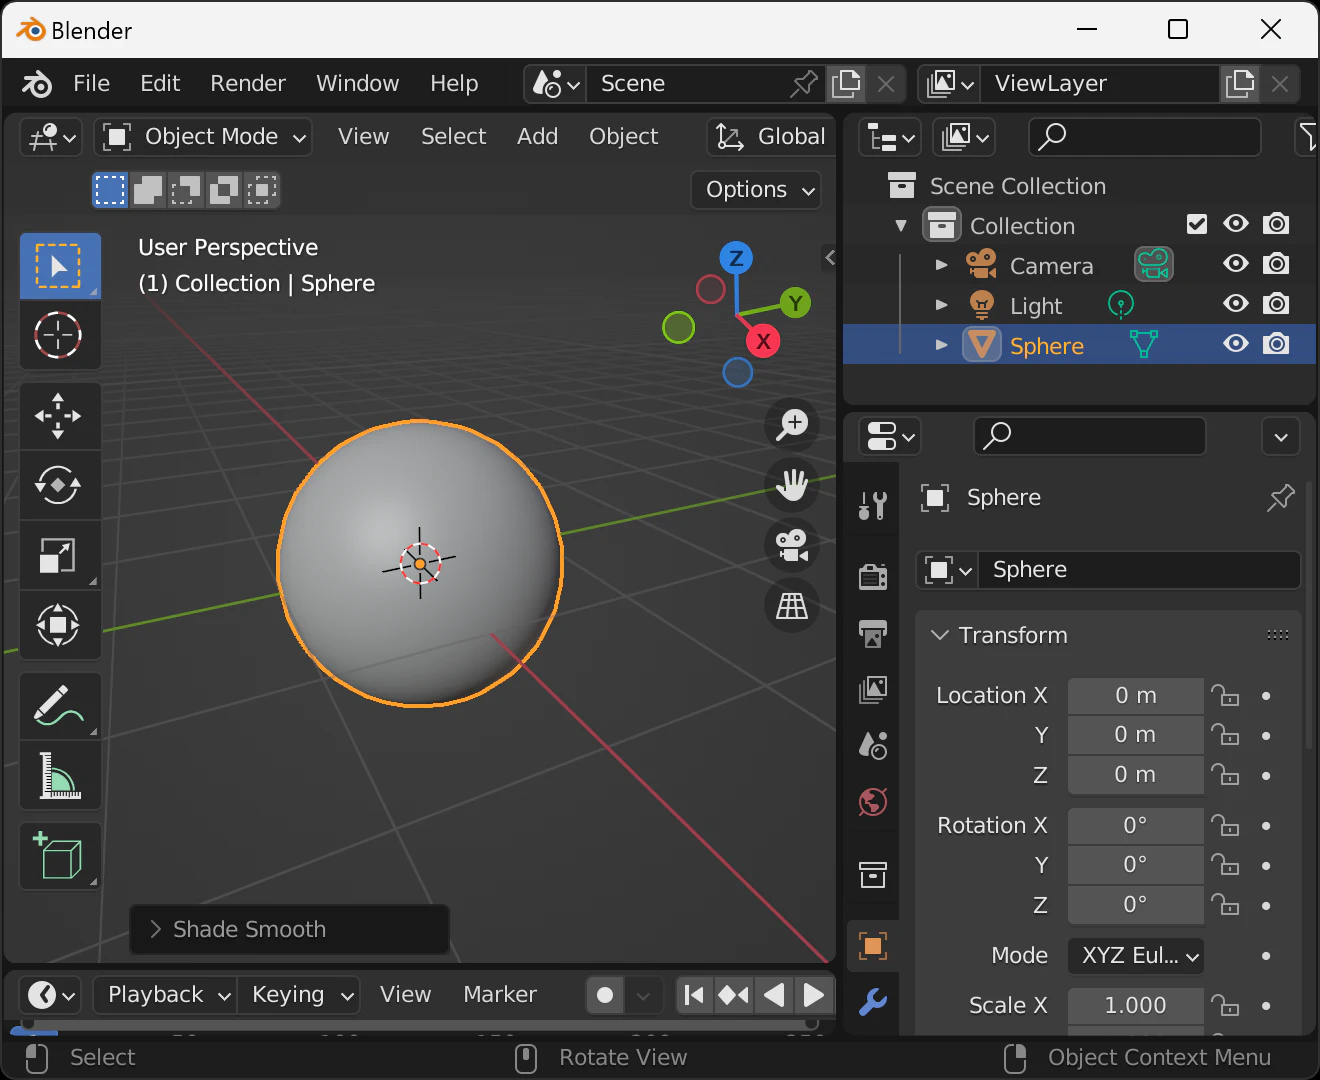 Blender
File Edit Render Window Help Scene ViewLayer
Object Mode View Select Add Object Global
Options
User Perspective
(1) Collection | Sphere
Z
Y
X
Shade Smooth
Playback Keying View Marker
Select Rotate View Object Context Menu
Scene Collection
Collection
Camera
Light
Sphere
Sphere
Sphere
Transform
Location X 0 m
Y 0 m
Z 0 m
Rotation X 0°
Y 0°
Z 0°
Mode XYZ Eul...
Scale X 1.000